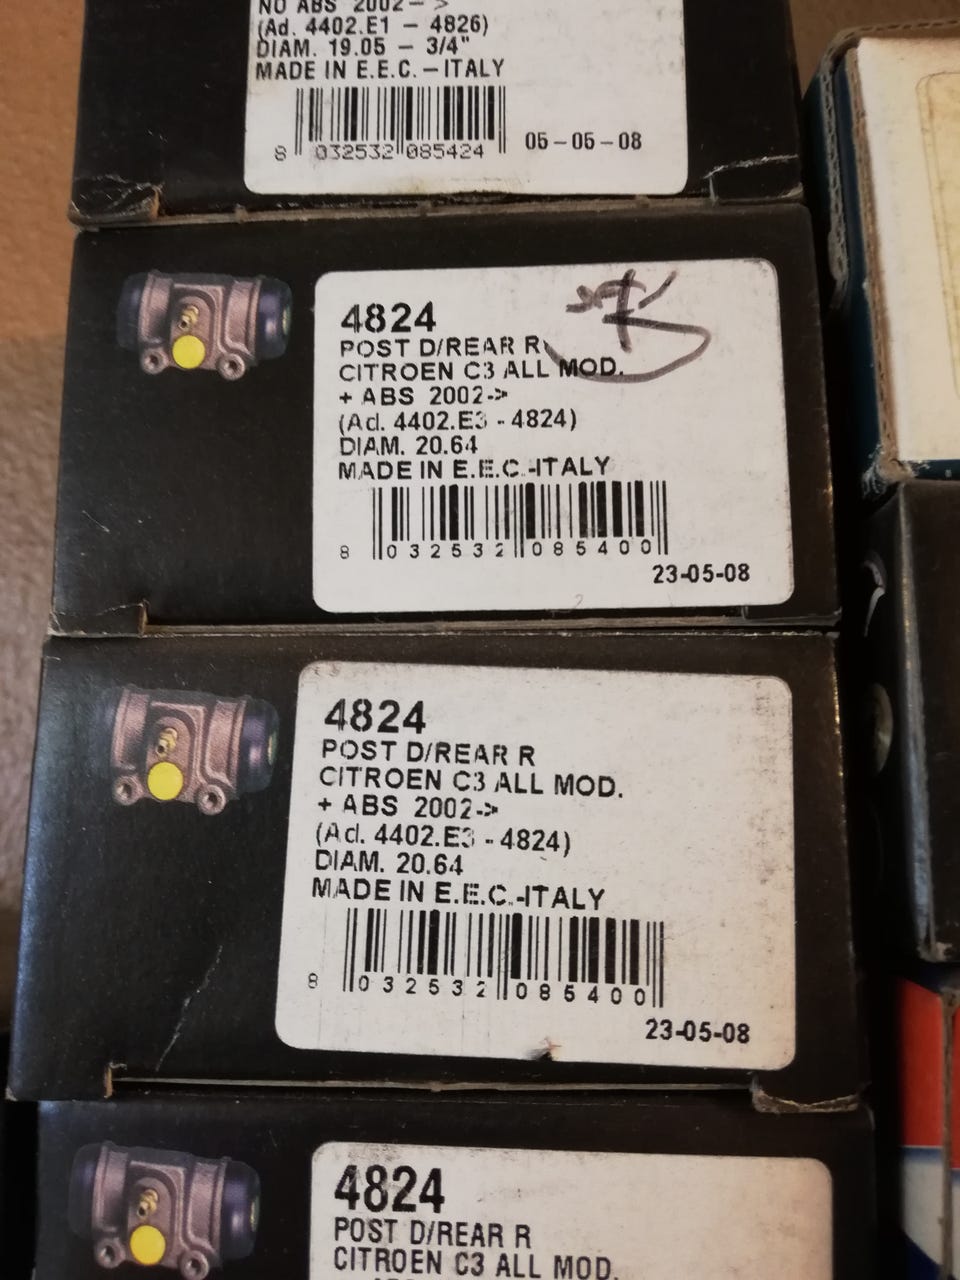 NO ABS 2002->
(Ad. 4402.E1 - 4826)
DIAM. 19.05 - 3/4"
MADE IN E.E.C. - ITALY
8 032532 085424
05-05-08
4824
POST D/REAR R
CITROEN C3 ALL MOD.
+ ABS 2002->
(Ad. 4402.E3 - 4824)
DIAM. 20.64
MADE IN E.E.C.-ITALY
8 032532 085400
23-05-08
4824
POST D/REAR R
CITROEN C3 ALL MOD.
+ ABS 2002->
(Ad. 4402.E3 - 4824)
DIAM. 20.64
MADE IN E.E.C.-ITALY
8 032532 085400
23-05-08
4824
POST D/REAR R
CITROEN C3 ALL MOD.